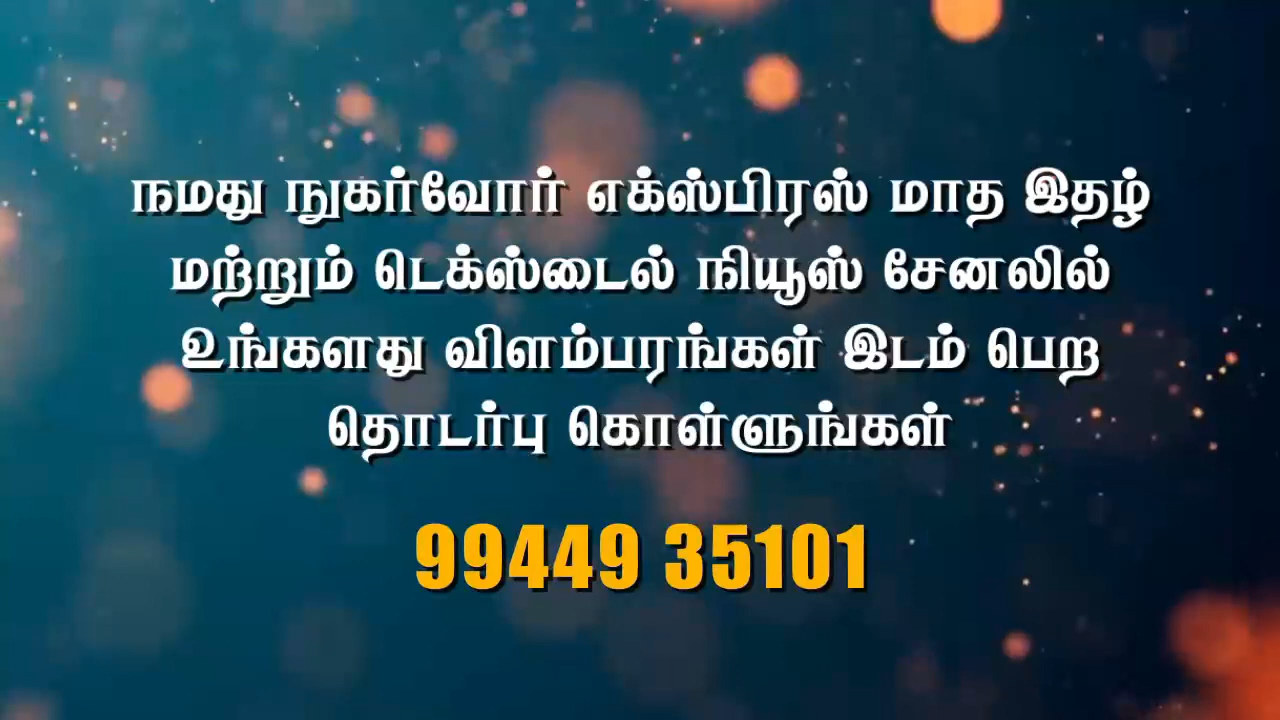 நமது நுகர்வோர் எக்ஸ்பிரஸ் மாத இதழ்
மற்றும் டெக்ஸ்டைல் நியூஸ் சேனலில்
உங்களது விளம்பரங்கள் இடம் பெற
தொடர்பு கொள்ளுங்கள்
99449 35101